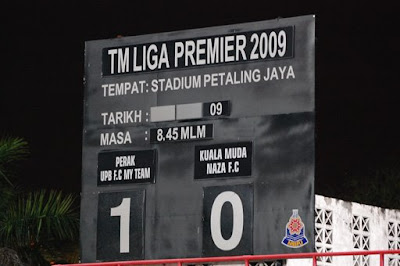 TM LIGA PREMIER 2009
TEMPAT: STADIUM PETALING JAYA
TARIKH : 09
MASA : 8.45 MLM
PERAK
UPB F.C MY TEAM
KUALA MUDA
NAZA F.C
1 0